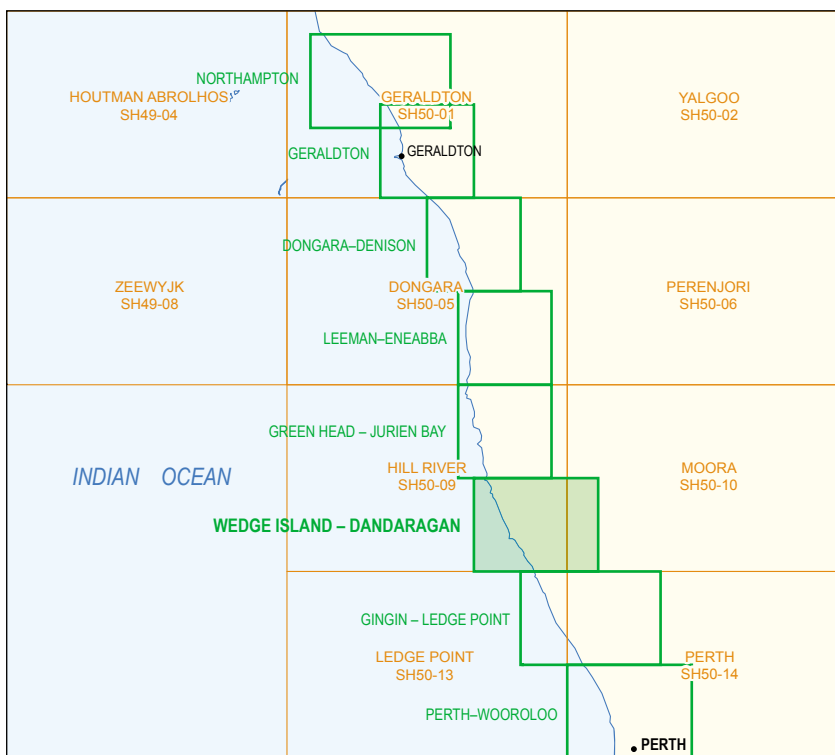 NORTHAMPTON
HOUTMAN ABROLHOS
SH49-04
GERALDTON
SH50-01
YALGOO
SH50-02
GERALDTON
GERALDTON
DONGARA–DENISON
ZEEWYJK
SH49-08
DONGARA
SH50-05
PERENJORI
SH50-06
LEEMAN–ENEABBA
GREEN HEAD – JURIEN BAY
INDIAN OCEAN
HILL RIVER
SH50-09
MOORA
SH50-10
WEDGE ISLAND – DANDARAGAN
GINGIN – LEDGE POINT
LEDGE POINT
SH50-13
PERTH
SH50-14
PERTH–WOOROLOO
PERTH